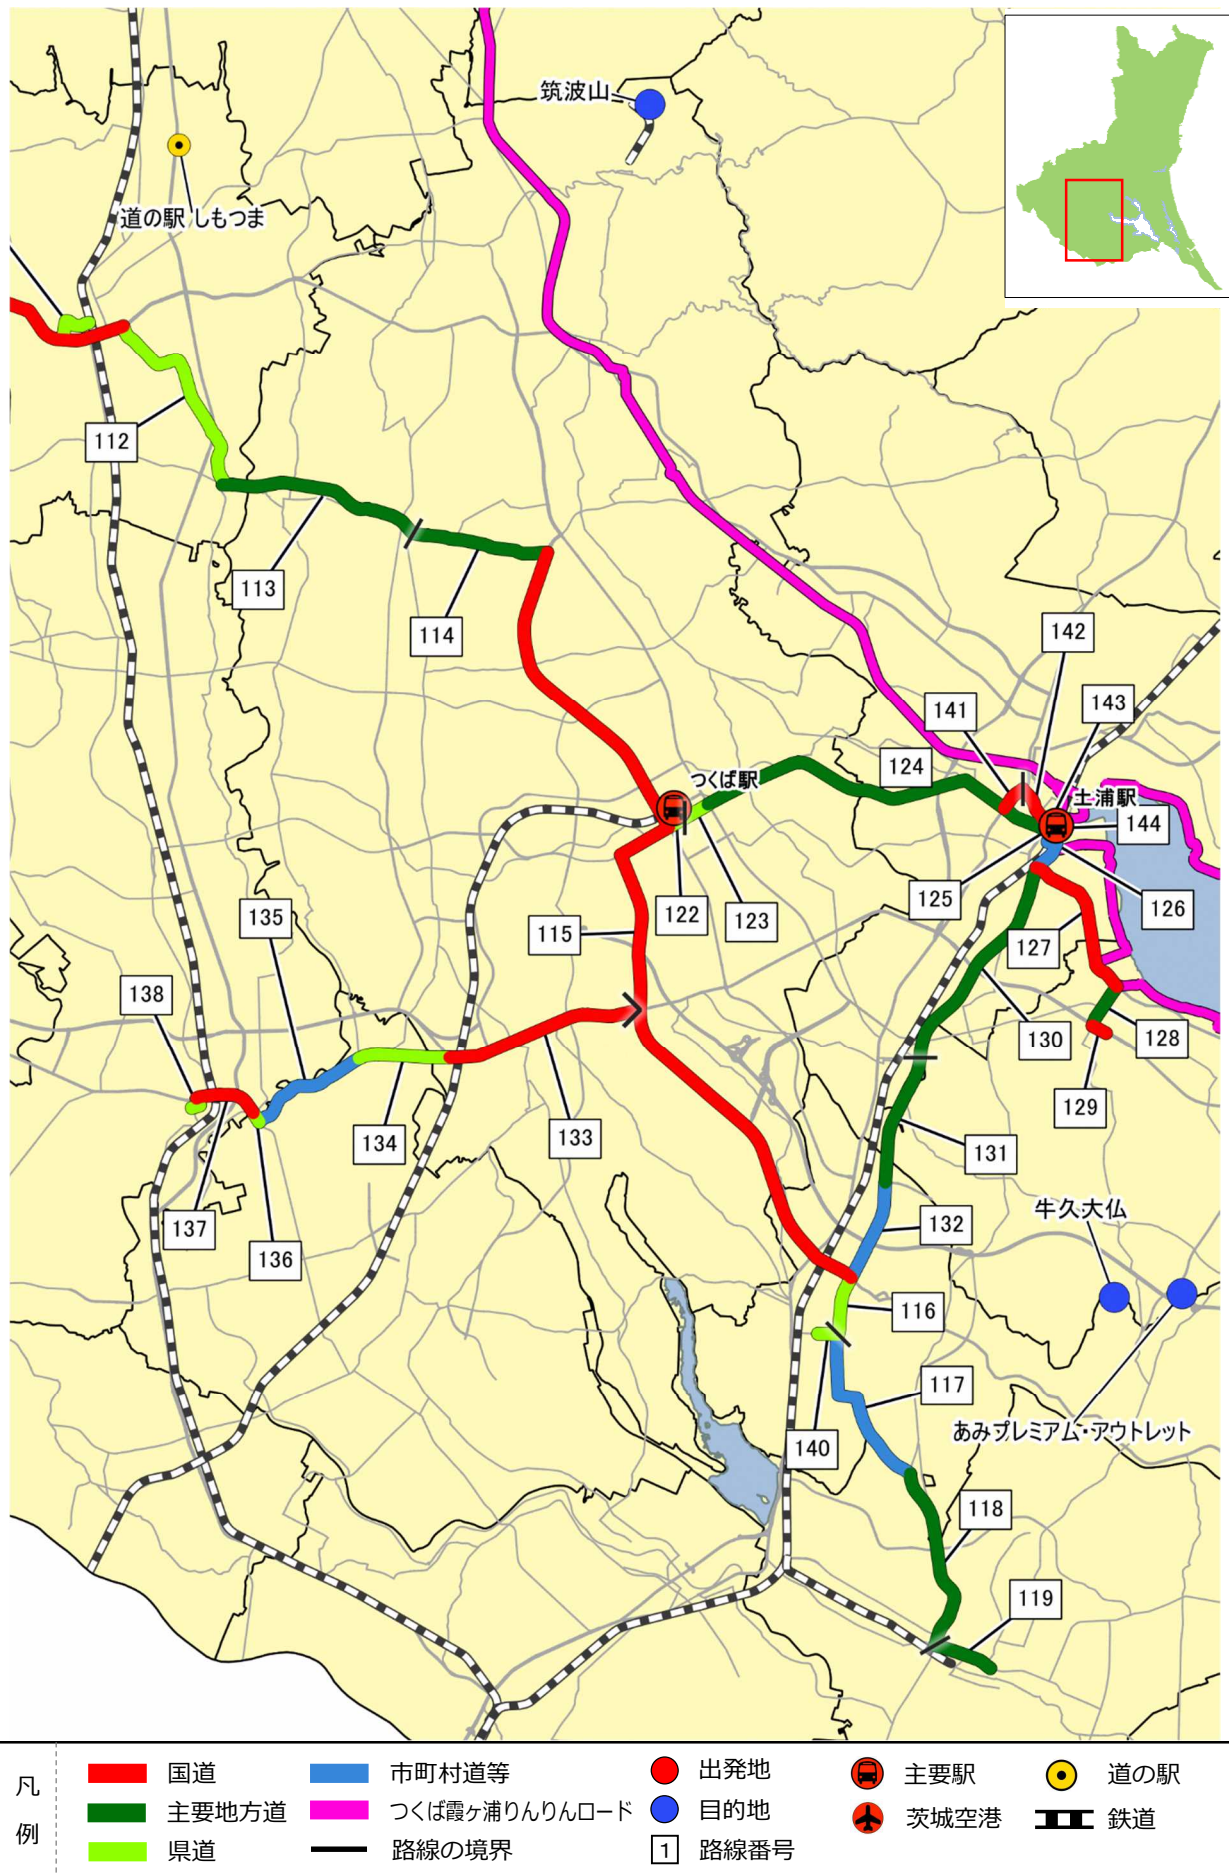 筑波山
道の駅 しもつま
112
113
114
142
141
143
124
つくば駅
土浦駅
144
125
126
122
123
115
127
135
138
130
128
129
134
133
131
137
136
132
牛久大仏
116
117
あみプレミアム・アウトレット
140
118
119
凡例
国道
市町村道等
出発地
主要駅
道の駅
主要地方道
つくば霞ヶ浦りんりんロード
目的地
茨城空港
鉄道
県道
路線の境界
1 路線番号